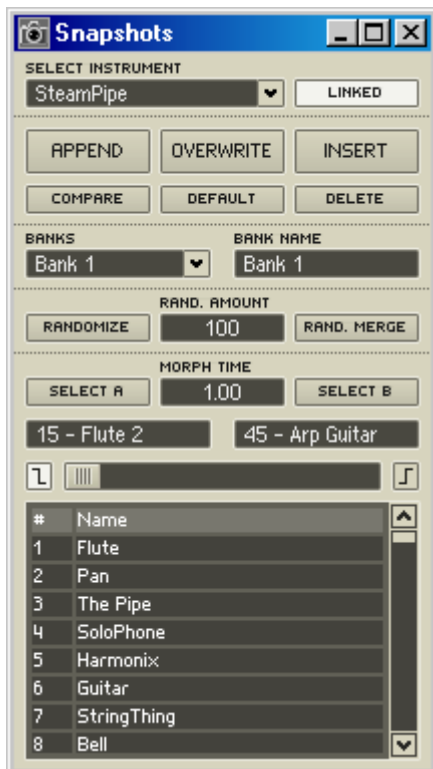 Snapshots
SELECT INSTRUMENT
SteamPipe LINKED
APPEND OVERWRITE INSERT
COMPARE DEFAULT DELETE
BANKS BANK NAME
Bank 1 Bank 1
RAND. AMOUNT
RANDOMIZE 100 RAND. MERGE
MORPH TIME
SELECT A 1.00 SELECT B
15 - Flute 2 45 - Arp Guitar
# Name
1 Flute
2 Pan
3 The Pipe
4 SoloPhone
5 Harmonix
6 Guitar
7 StringThing
8 Bell